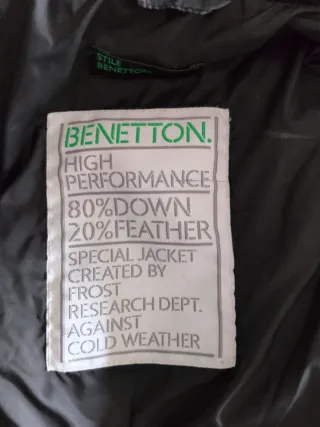 STILE
BENETTON
BENETTON.
HIGH
PERFORMANCE
80%DOWN
20%FEATHER
SPECIAL JACKET
CREATED BY
FROST
RESEARCH DEPT.
AGAINST
COLD WEATHER